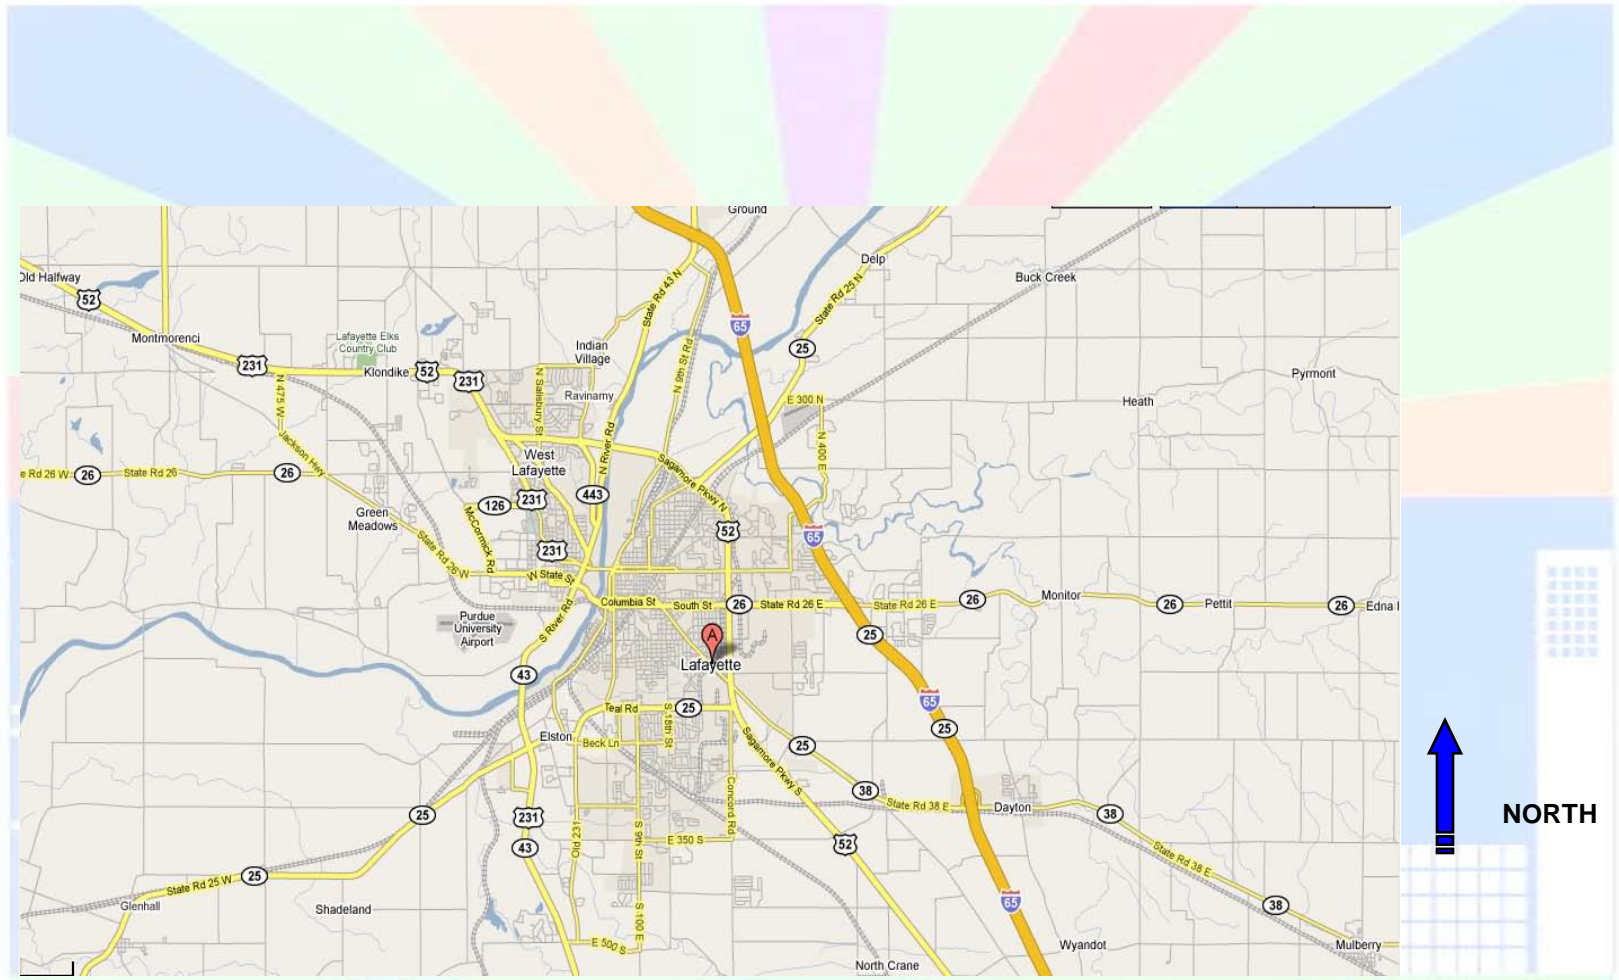 Ground
Old Halfway
52
Delp
Buck Creek
State Rd 43 N
State Rd 25 N
65
Montmorenci
Lafayette Elks
Country Club
Indian
Village
25
231
Klondike
52
231
N 9th St Rd
Pyrmont
N 475 W
N Salisbury St
Ravinamy
E 300 N
Heath
Jackson Hwy
N River Rd
N 400 E
West
Lafayette
Sagamore Pkwy N
e Rd 26 W
26
State Rd 26
26
126
231
443
Green
Meadows
McCormick Rd
52
65
State Rd 26 W
231
W State St
Columbia St
South St
26
State Rd 26 E
State Rd 26 E
26
Monitor
26
Pettit
26
Edna
Purdue
University
Airport
S River Rd
A
25
Lafayette
43
65
Teal Rd
S 18th St
25
25
Elston
Beck Ln
Sagamore Pkwy S
25
38
State Rd 38 E
Dayton
38
NORTH
Concord Rd
25
231
43
Old 231
S 9th St
E 350 S
52
State Rd 38 E
State Rd 25 W
25
65
38
Glenhall
Shadeland
S 100 E
E 500 S
Wyandot
Mulberry
North Crane